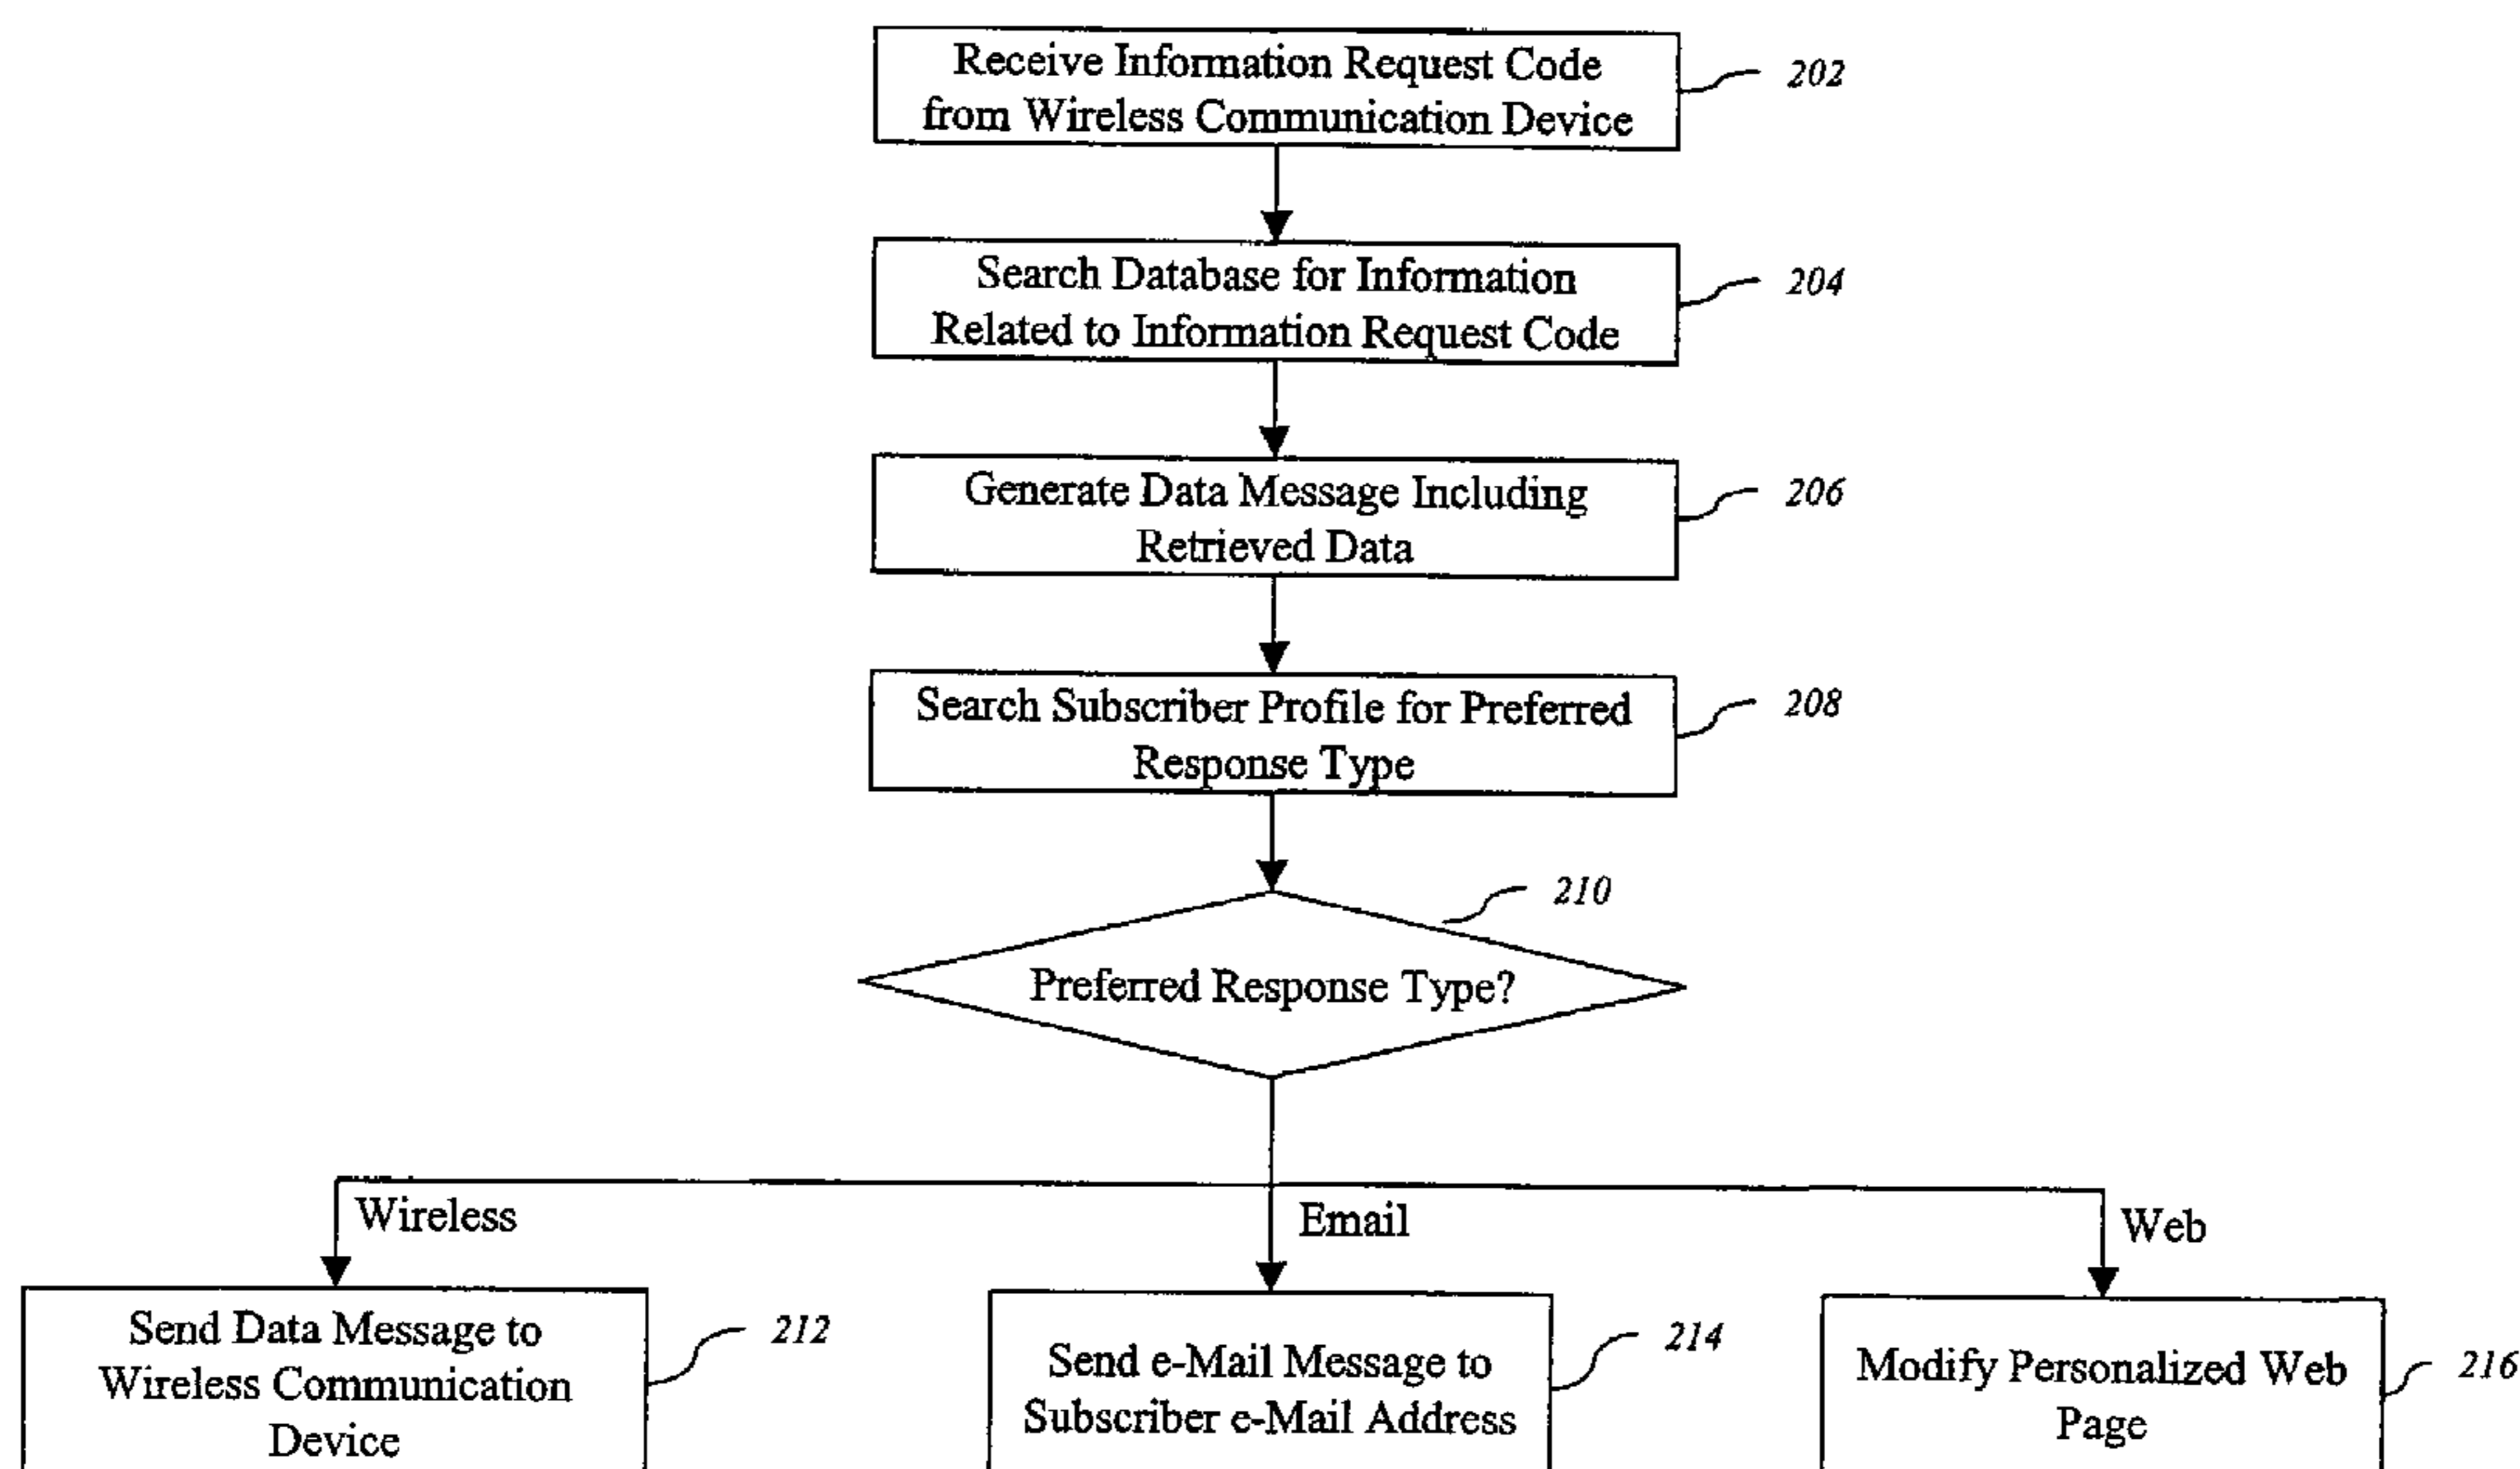 Receive Information Request Code
from Wireless Communication Device
202
Search Database for Information
Related to Information Request Code
204
Generate Data Message Including
Retrieved Data
206
Search Subscriber Profile for Preferred
Response Type
208
210
Preferred Response Type?
Wireless
Email
Web
Send Data Message to
Wireless Communication
Device
212
Send e-Mail Message to
Subscriber e-Mail Address
214
Modify Personalized Web
Page
216